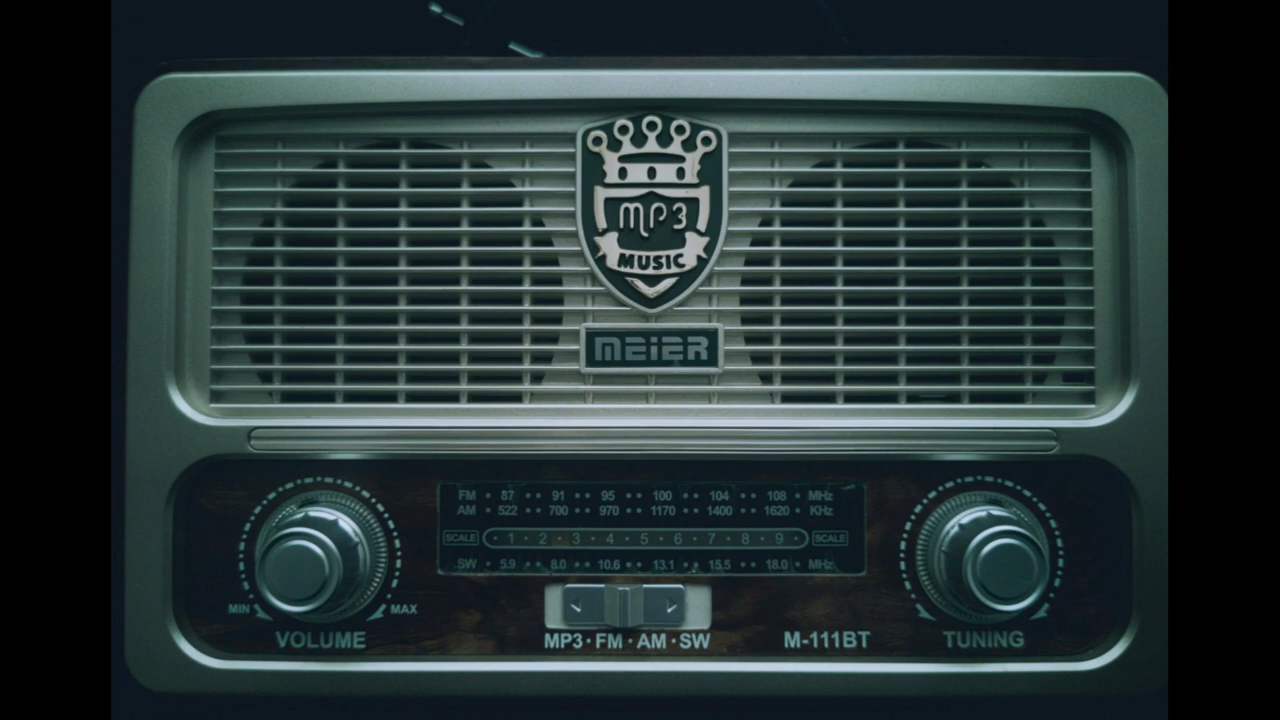 MP3
MUSIC
MEIER
FM • 87 •• 91 •• 95 •• 100 •• 104 •• 108 • MHz
AM • 522 •• 700 •• 970 •• 1170 •• 1400 •• 1620 • KHz
SCALE • 1 • 2 • 3 • 4 • 5 • 6 • 7 • 8 • 9 • SCALE
SW • 5.9 •• 8.0 •• 10.6 •• 13.1 •• 15.5 •• 18.0 • MHz
MIN MAX
VOLUME MP3 • FM • AM • SW M-111BT TUNING